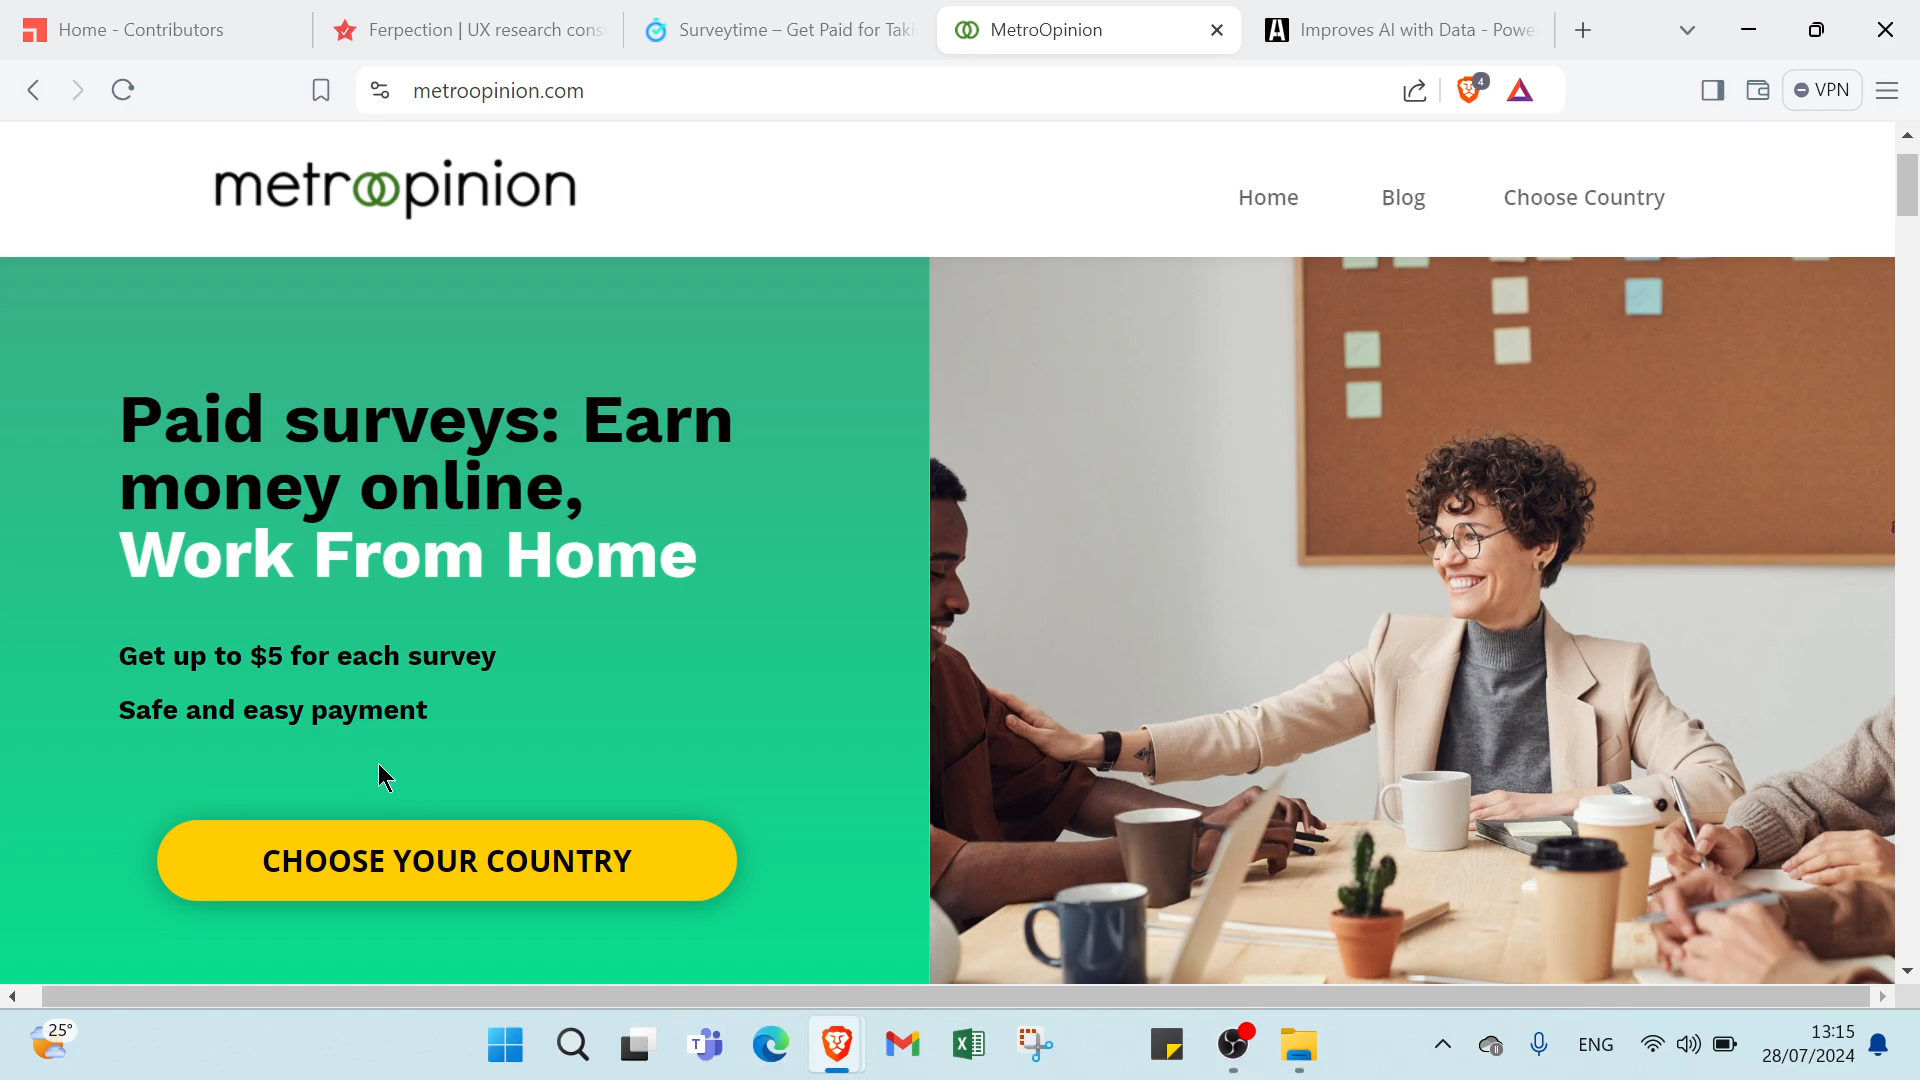 Home - Contributors
Ferpection | UX research cons
Surveytime – Get Paid for Taki
MetroOpinion
Improves AI with Data - Powe
metroopinion.com
4
VPN
metroopinion
Home
Blog
Choose Country
Paid surveys: Earn
money online,
Work From Home
Get up to $5 for each survey
Safe and easy payment
CHOOSE YOUR COUNTRY
25°
ENG
13:15
28/07/2024